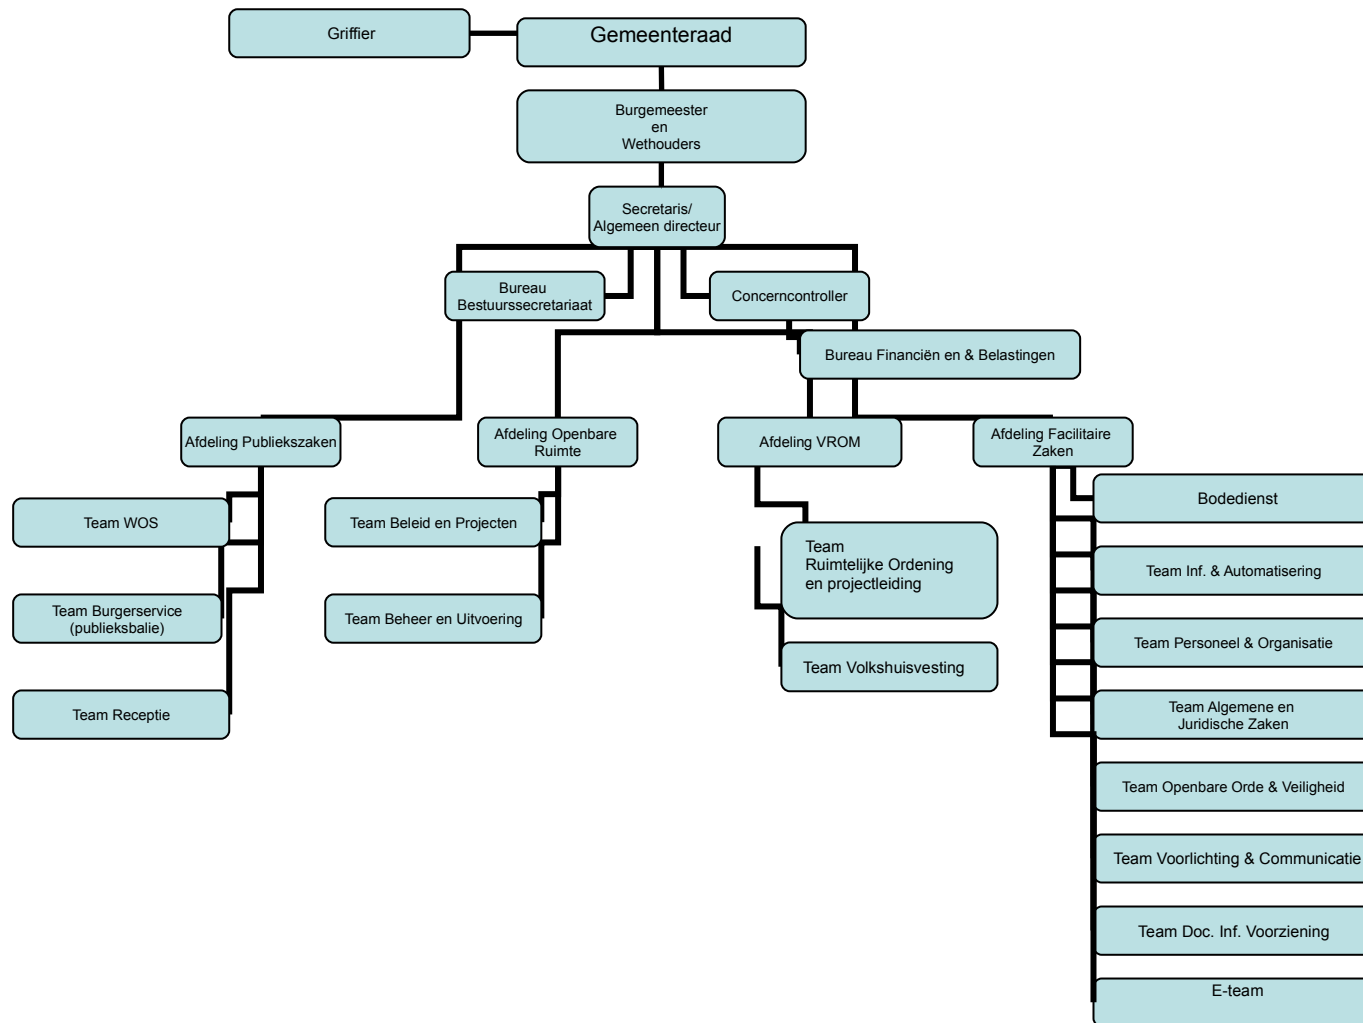 Griffier
Gemeenteraad
Burgemeester
en
Wethouders
Secretaris/
Algemeen directeur
Bureau
Bestuurssecretariaat
Concerncontroller
Bureau Financiën en & Belastingen
Afdeling Publiekszaken
Afdeling Openbare
Ruimte
Afdeling VROM
Afdeling Facilitaire
Zaken
Team WOS
Team Burgerservice
(publieksbalie)
Team Receptie
Team Beleid en Projecten
Team Beheer en Uitvoering
Team
Ruimtelijke Ordening
en projectleiding
Team Volkshuisvesting
Bodedienst
Team Inf. & Automatisering
Team Personeel & Organisatie
Team Algemene en
Juridische Zaken
Team Openbare Orde & Veiligheid
Team Voorlichting & Communicatie
Team Doc. Inf. Voorziening
E-team